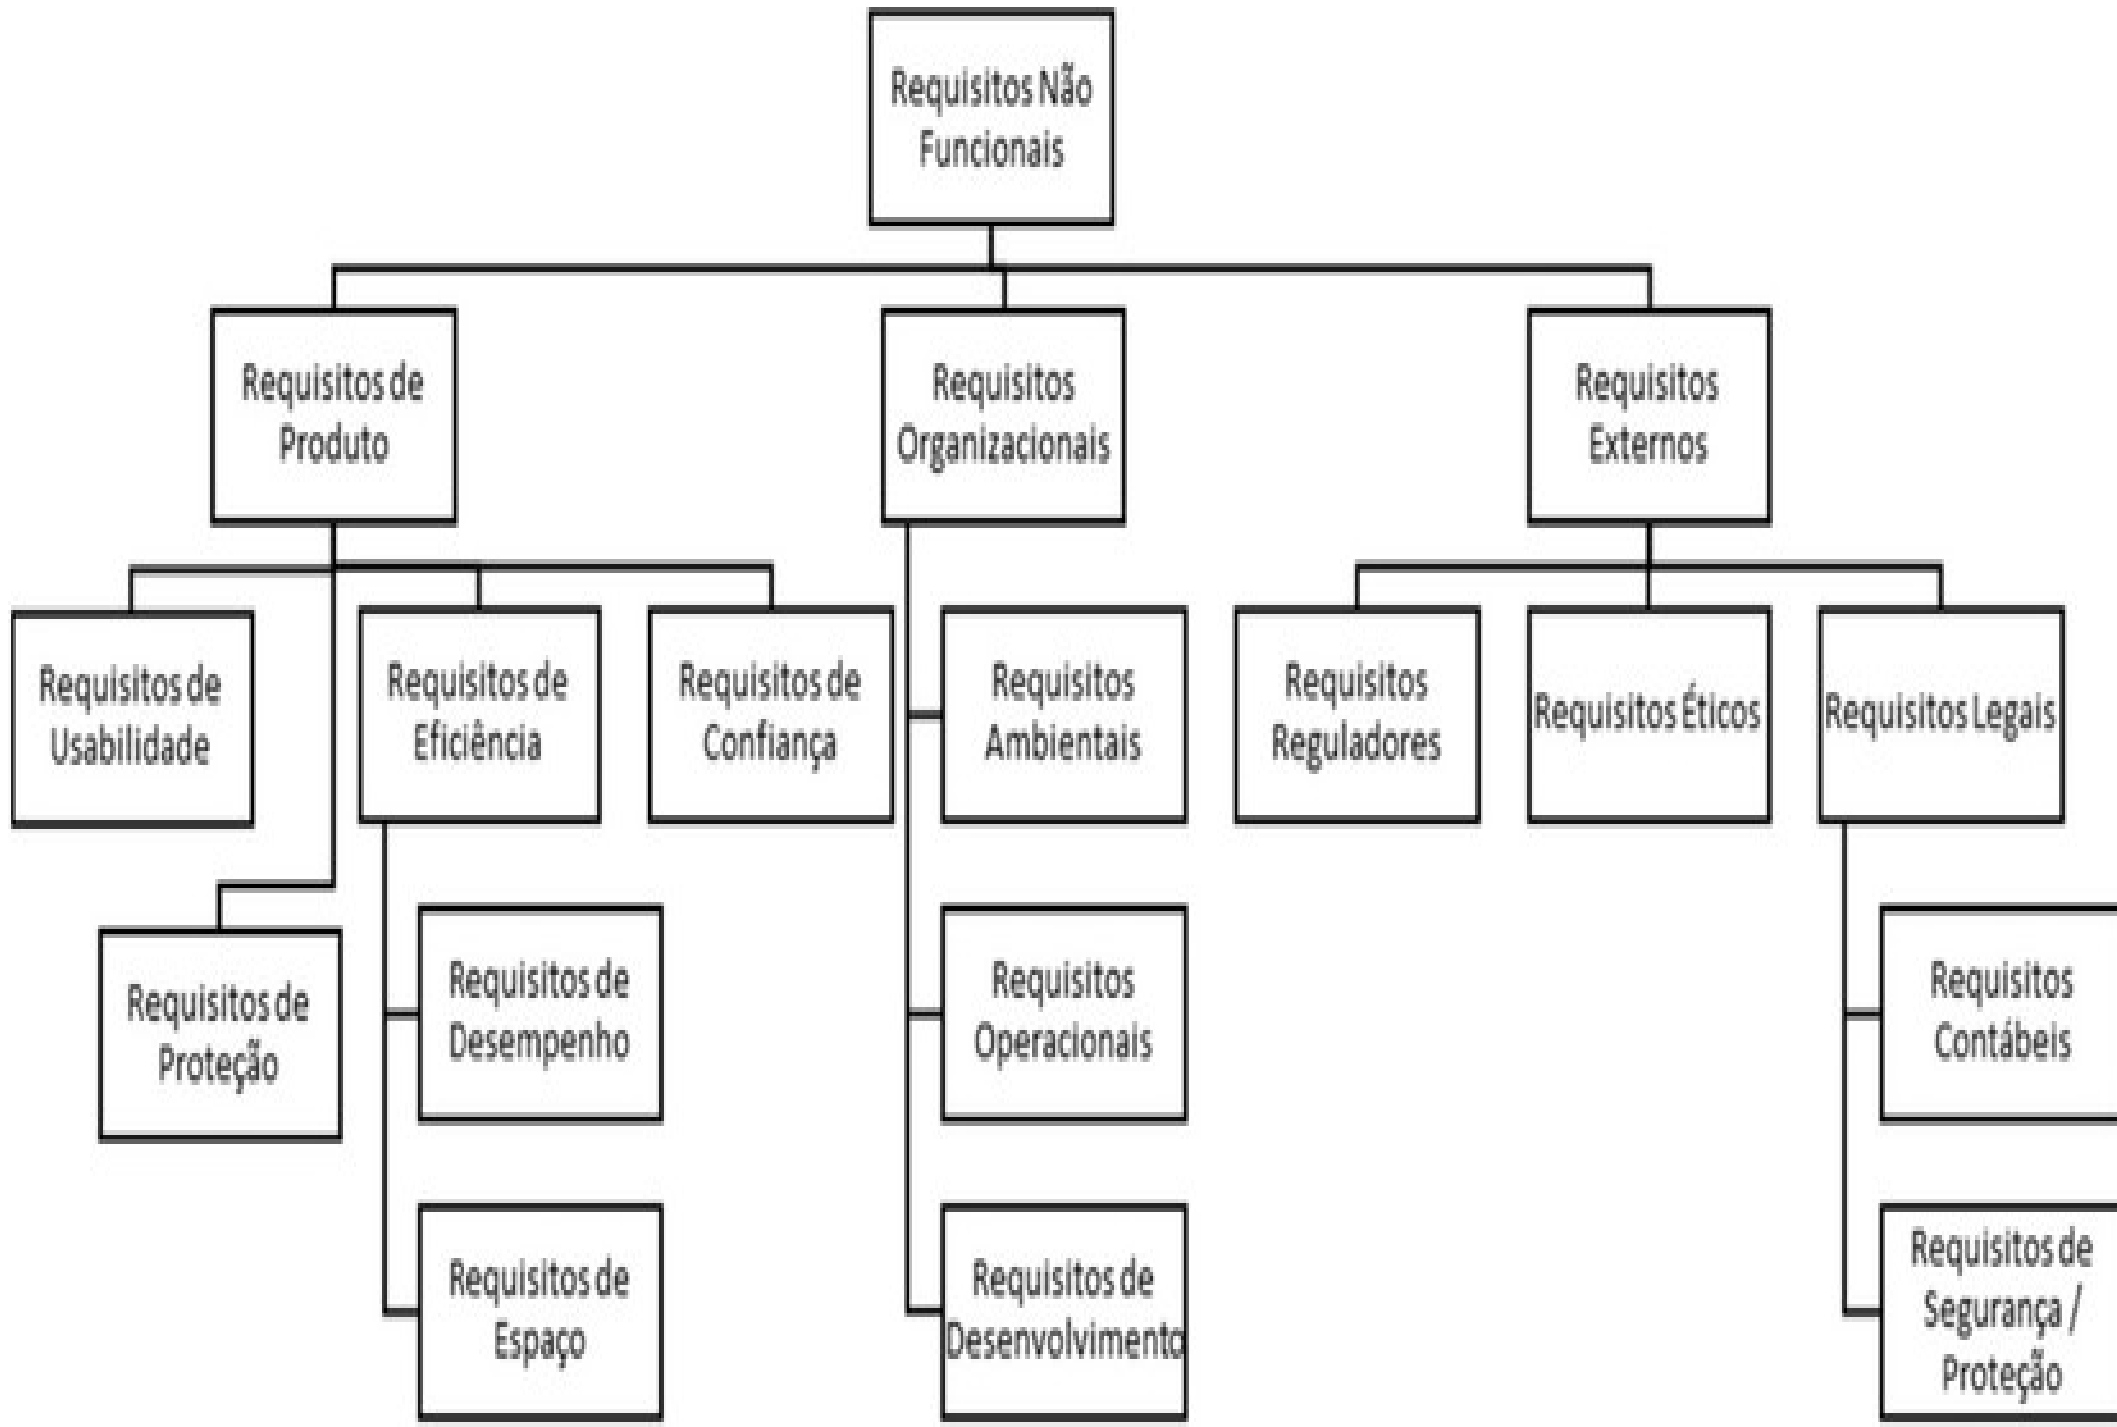 Requisitos Não
Funcionais
Requisitos de
Produto
Requisitos
Organizacionais
Requisitos
Externos
Requisitos de
Usabilidade
Requisitos de
Eficiência
Requisitos de
Confiança
Requisitos
Ambientais
Requisitos
Reguladores
Requisitos Éticos
Requisitos Legais
Requisitos de
Proteção
Requisitos de
Desempenho
Requisitos
Operacionais
Requisitos
Contábeis
Requisitos de
Espaço
Requisitos de
Desenvolvimento
Requisitos de
Segurança /
Proteção